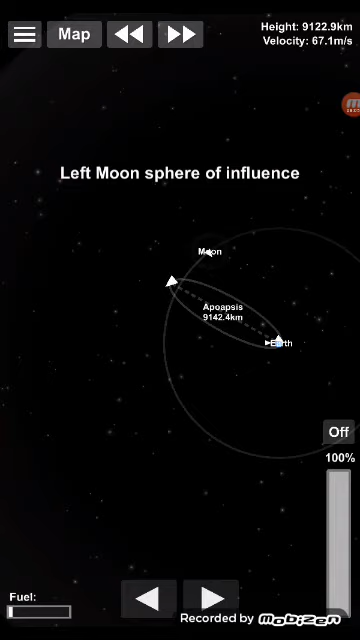 Map
Height: 9122.9km
Velocity: 67.1m/s
Left Moon sphere of influence
Moon
Apoapsis
9142.4km
Earth
Off
100%
Fuel:
Recorded by Mobizen